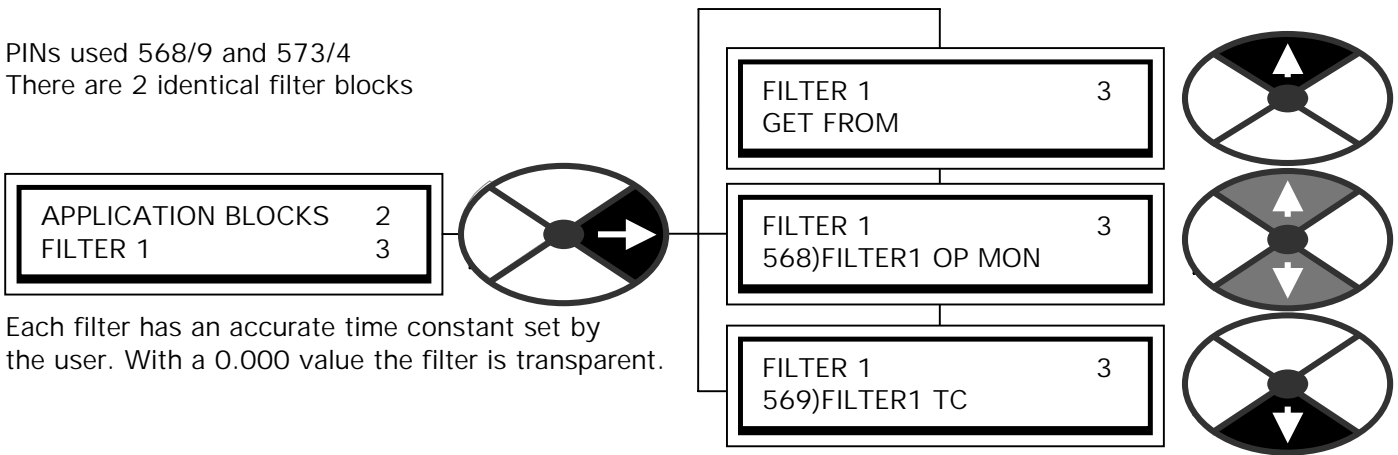 PINs used 568/9 and 573/4
There are 2 identical filter blocks
APPLICATION BLOCKS 2
FILTER 1 3
Each filter has an accurate time constant set by
the user. With a 0.000 value the filter is transparent.
FILTER 1 3
GET FROM
FILTER 1 3
568)FILTER1 OP MON
FILTER 1 3
569)FILTER1 TC